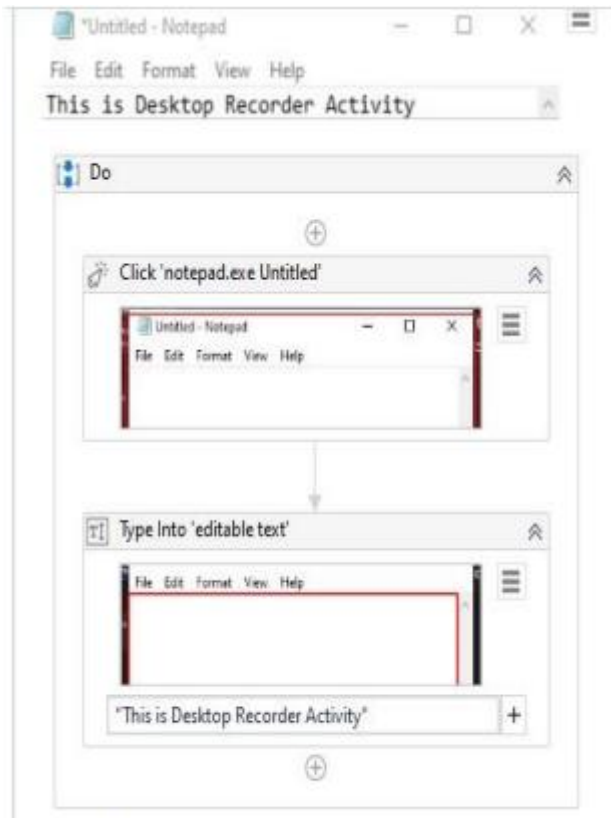 *Untitled - Notepad
File Edit Format View Help
This is Desktop Recorder Activity
Do
Click 'notepad.exe Untitled'
Untitled - Notepad
File Edit Format View Help
Type Into 'editable text'
File Edit Format View Help
"This is Desktop Recorder Activity"